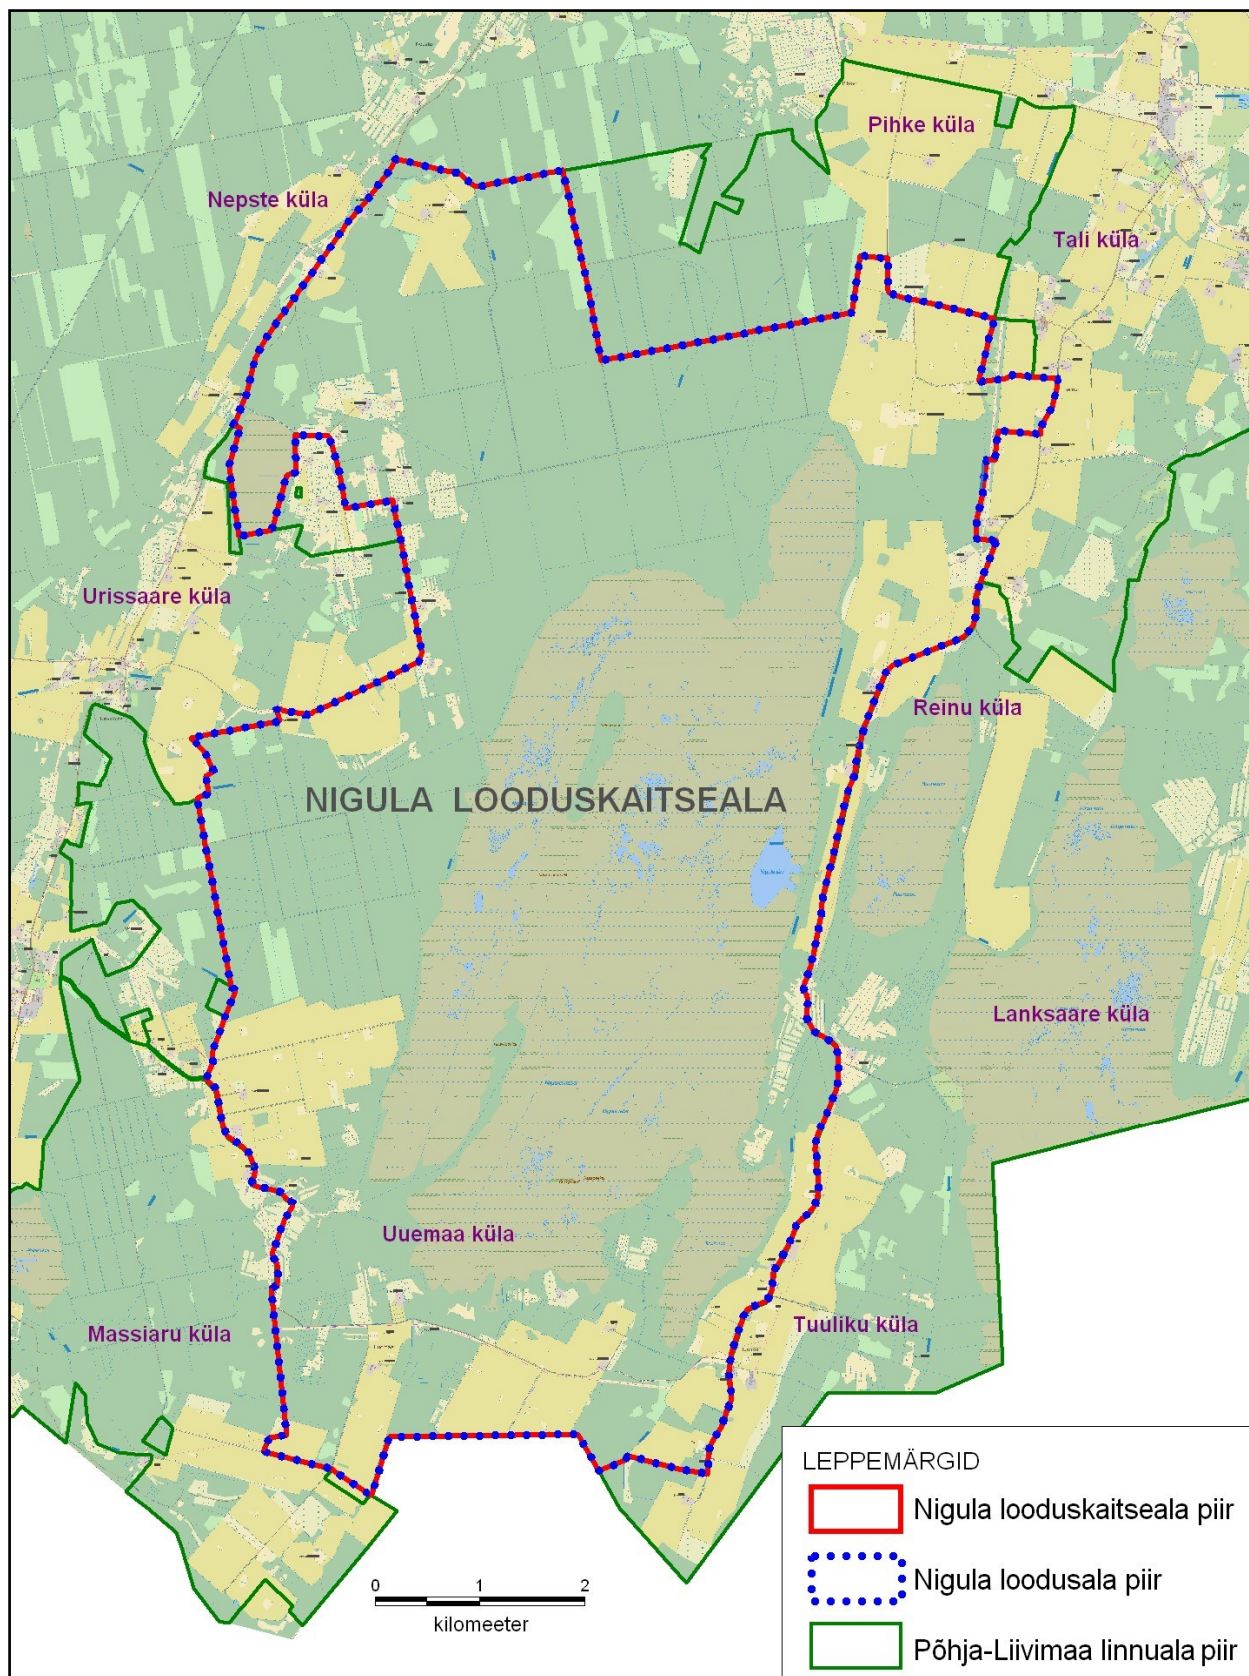 Pihke küla
Nepste küla
Tali küla
Urissaare küla
Reinu küla
NIGULA LOODUSKAITSEALA
Lanksaare küla
Uuemaa küla
Massiaru küla
Tuuliku küla
LEPPEMÄRGID
Nigula looduskaitseala piir
Nigula loodusala piir
Põhja-Liivimaa linnuala piir
0 1 2
kilomeeter